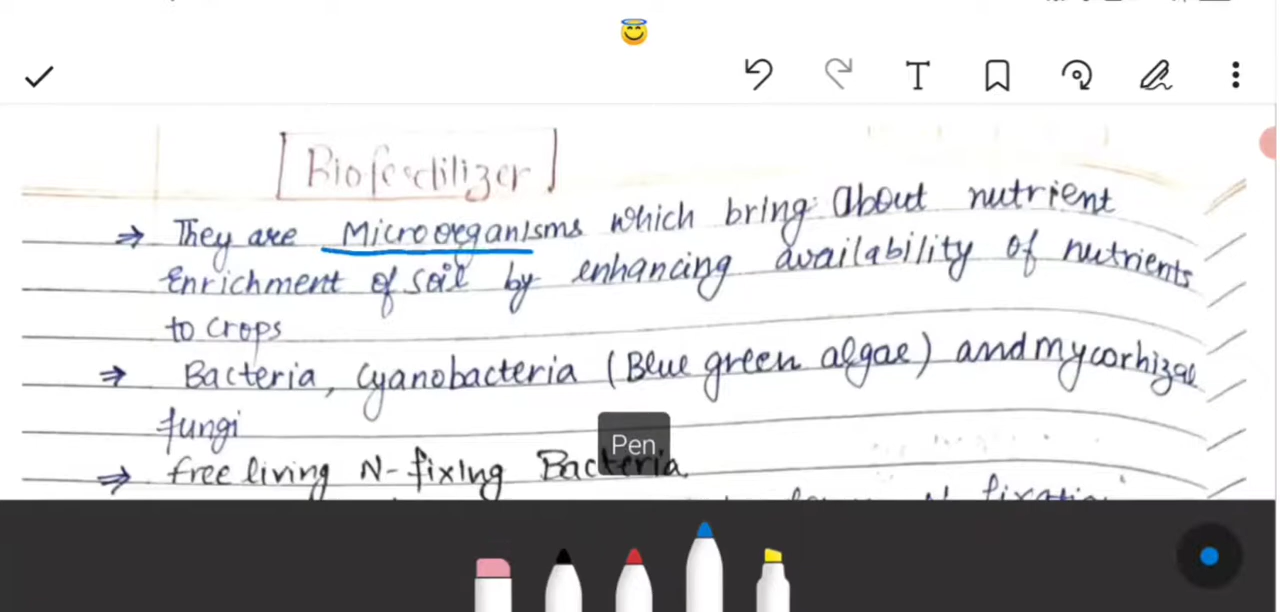 T
[Biofertilizer]
⇒ They are Microorganisms which bring about nutrient
Enrichment of soil by enhancing availability of nutrients
to crops
⇒ Bacteria, Cyanobacteria (Blue green algae) and mycorhizal
fungi
Pen
⇒ free living N-fixing Bacteria.
N fixation